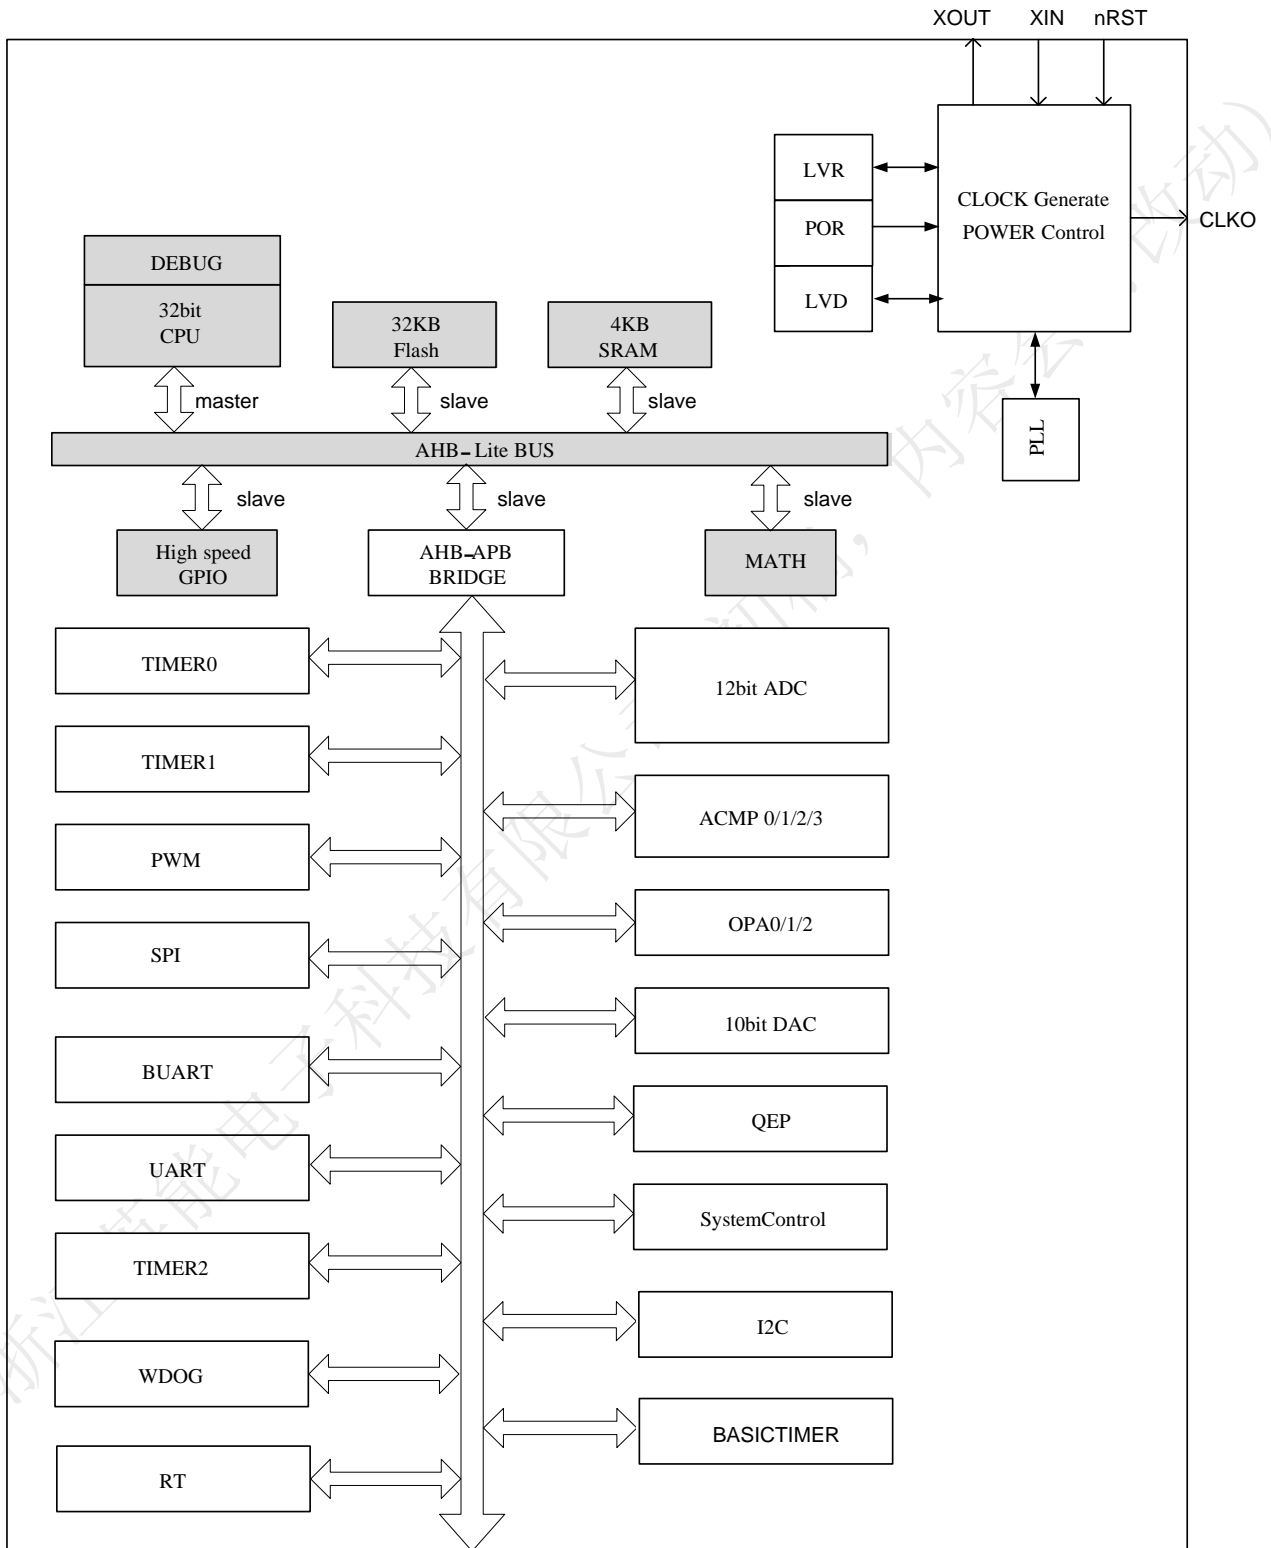 XOUT XIN nRST
LVR
POR
LVD
CLOCK Generate
POWER Control
CLKO
PLL
DEBUG
32bit
CPU
32KB
Flash
4KB
SRAM
master
slave
slave
AHB-Lite BUS
slave
slave
slave
High speed
GPIO
AHB-APB
BRIDGE
MATH
TIMER0
12bit ADC
TIMER1
ACMP 0/1/2/3
PWM
OPA0/1/2
SPI
10bit DAC
BUART
QEP
UART
SystemControl
TIMER2
I2C
WDOG
BASICTIMER
RT